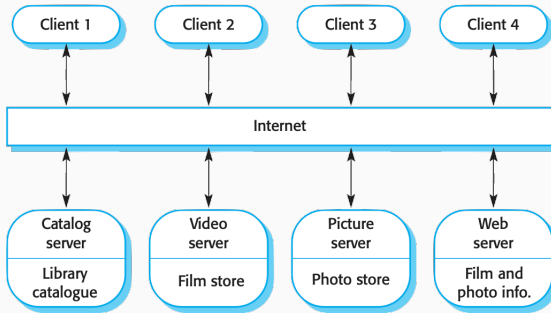 Client 1
Client 2
Client 3
Client 4
Internet
Catalog
server
Library
catalogue
Video
server
Film store
Picture
server
Photo store
Web
server
Film and
photo info.